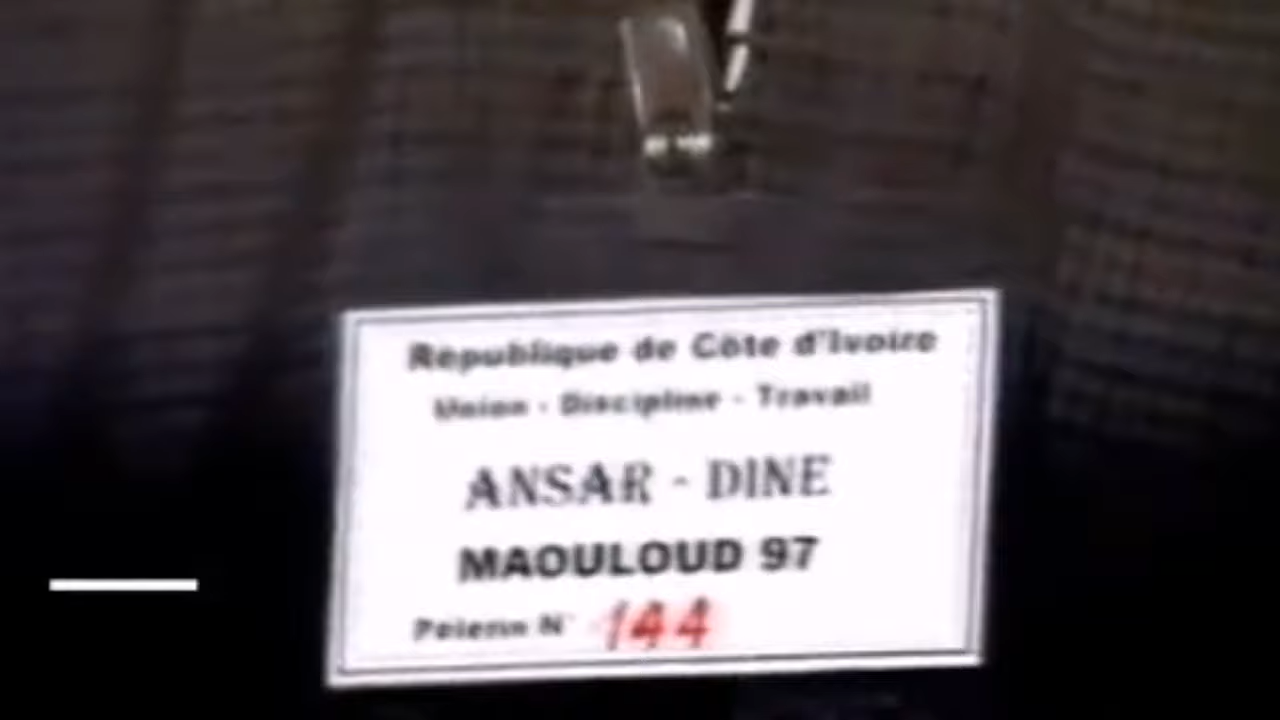 République de Côte d'Ivoire
Union - Discipline - Travail
ANSAR - DINE
MAOULOUD 97
Pèlerin N° 144